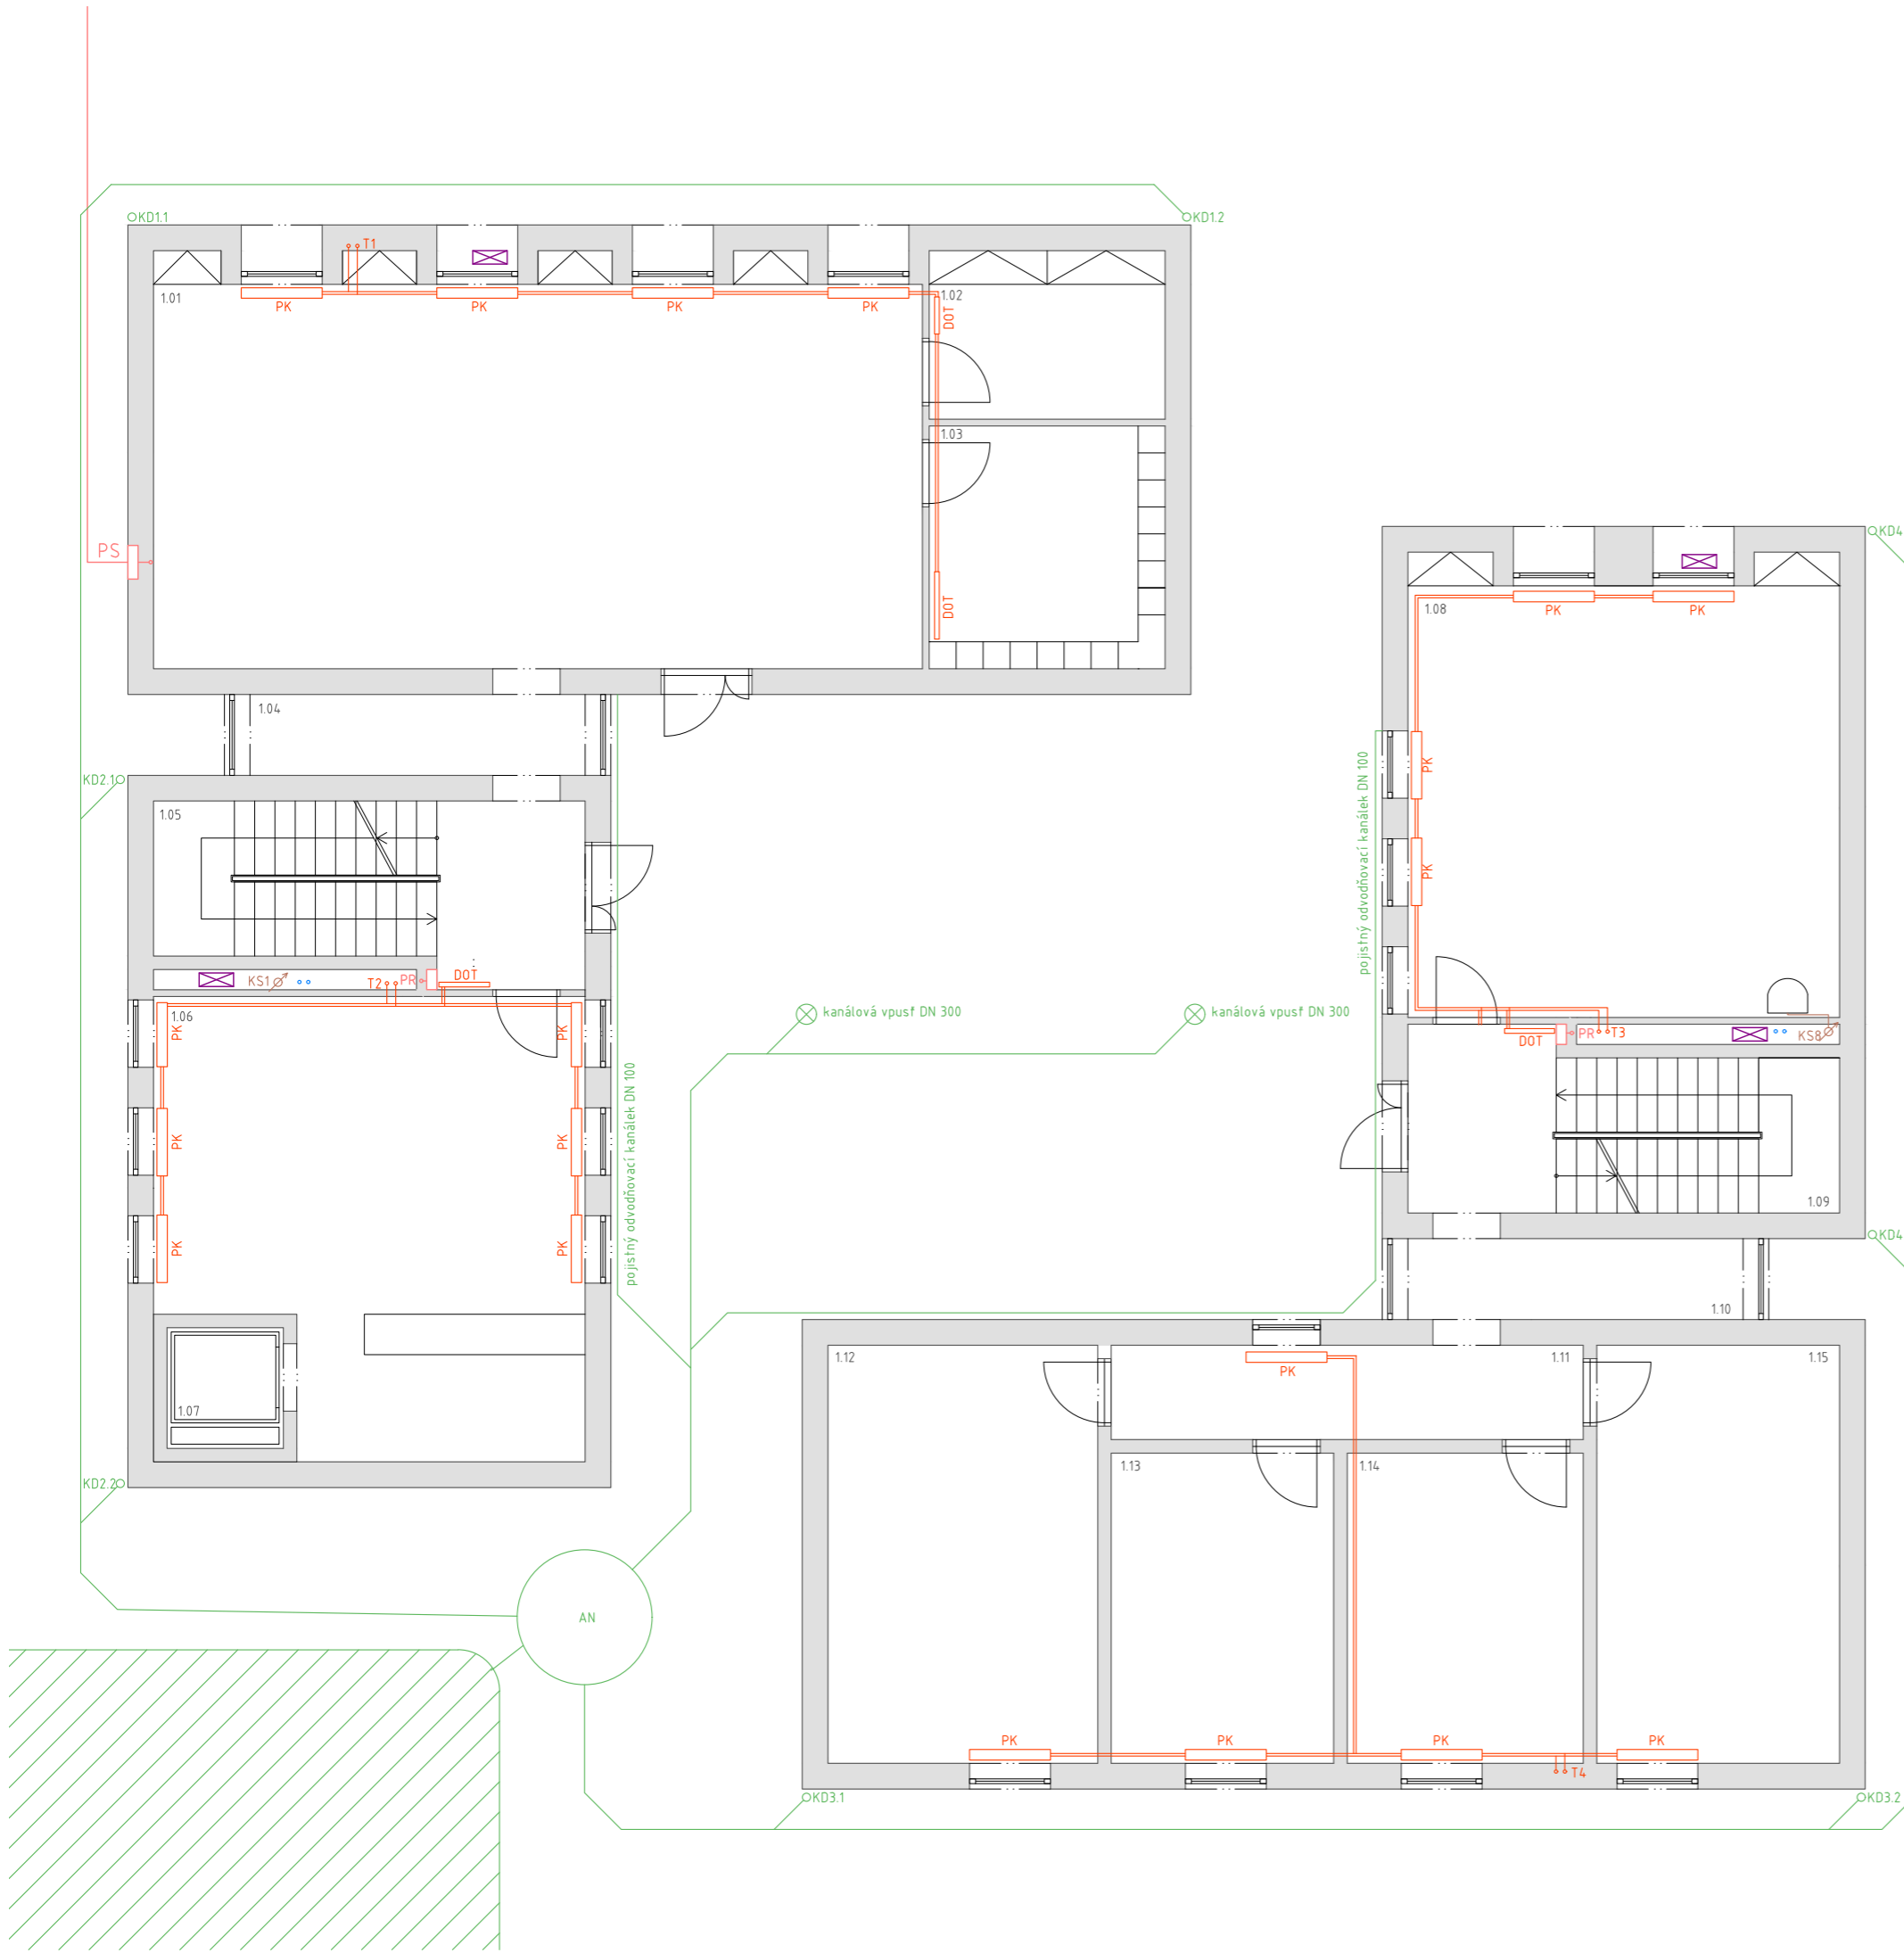 KD1.1
KD1.2
T1
1.01
PK
PK
PK
PK
1.02
DOT
1.03
DOT
PS
KD4
1.08
PK
PK
1.04
PK
pojistný odvodňovací kanálek DN 100
PK
KD2.1
1.05
KS1
T2
PR
DOT
1.06
PK
PK
kanálová vpusť DN 300
kanálová vpusť DN 300
T3
DOT
PR
KS8
PK
PK
pojistný odvodňovací kanálek DN 100
1.09
PK
PK
KD4
1.10
1.12
PK
1.11
1.15
1.07
1.13
1.14
KD2.2
AN
PK
PK
PK
PK
T4
KD3.1
KD3.2